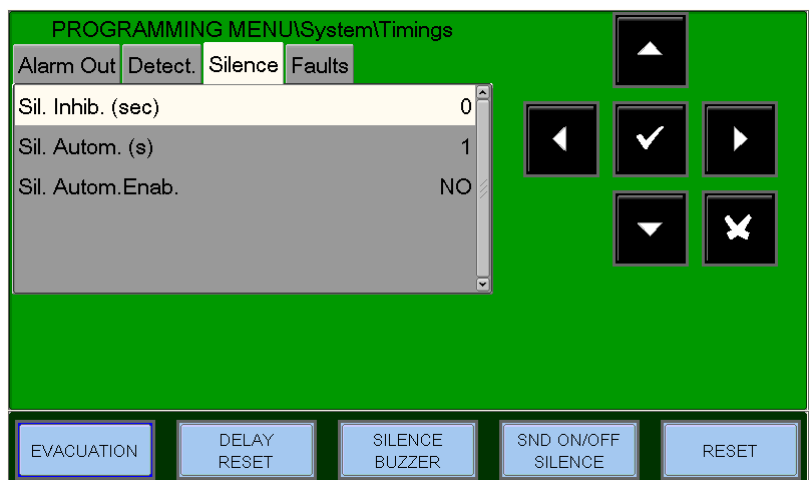 PROGRAMMING MENU\System\Timings
Alarm Out Detect. Silence Faults
Sil. Inhib. (sec) 0
Sil. Autom. (s) 1
Sil. Autom.Enab. NO
EVACUATION
DELAY
RESET
SILENCE
BUZZER
SND ON/OFF
SILENCE
RESET